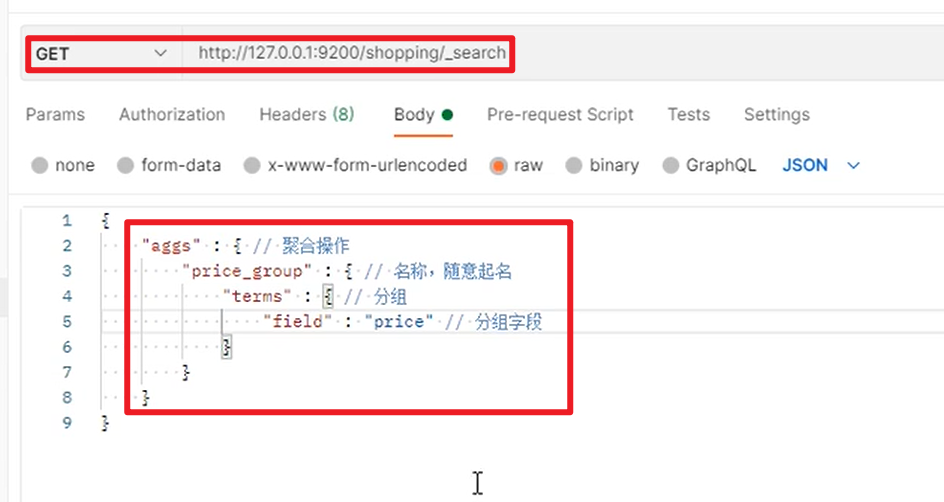 GET http://127.0.0.1:9200/shopping/_search
Params Authorization Headers (8) Body Pre-request Script Tests Settings
none form-data x-www-form-urlencoded raw binary GraphQL JSON
1 {
2 "aggs" : { // 聚合操作
3 "price_group" : { // 名称，随意起名
4 "terms" : { // 分组
5 "field" : "price" // 分组字段
6 }
7 }
8 }
9 }